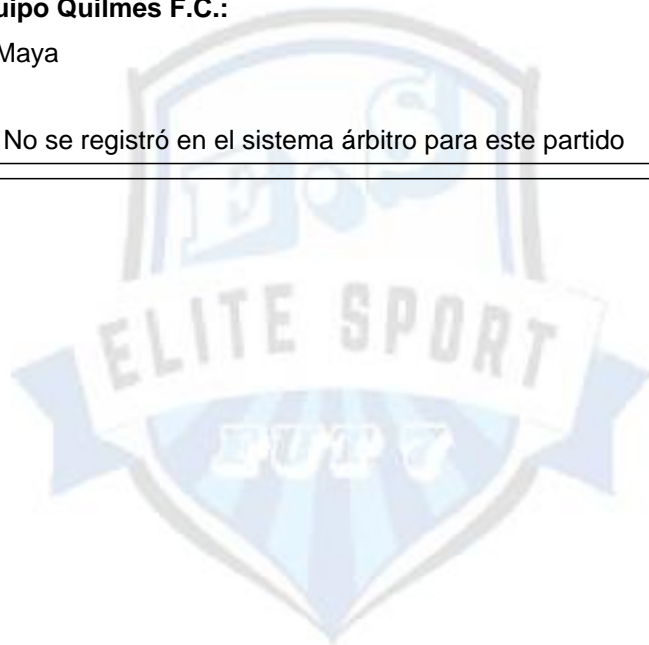 uipo Quilmes F.C.:
Maya
No se registró en el sistema árbitro para este partido
E.S
ELITE SPORT
FUT 7